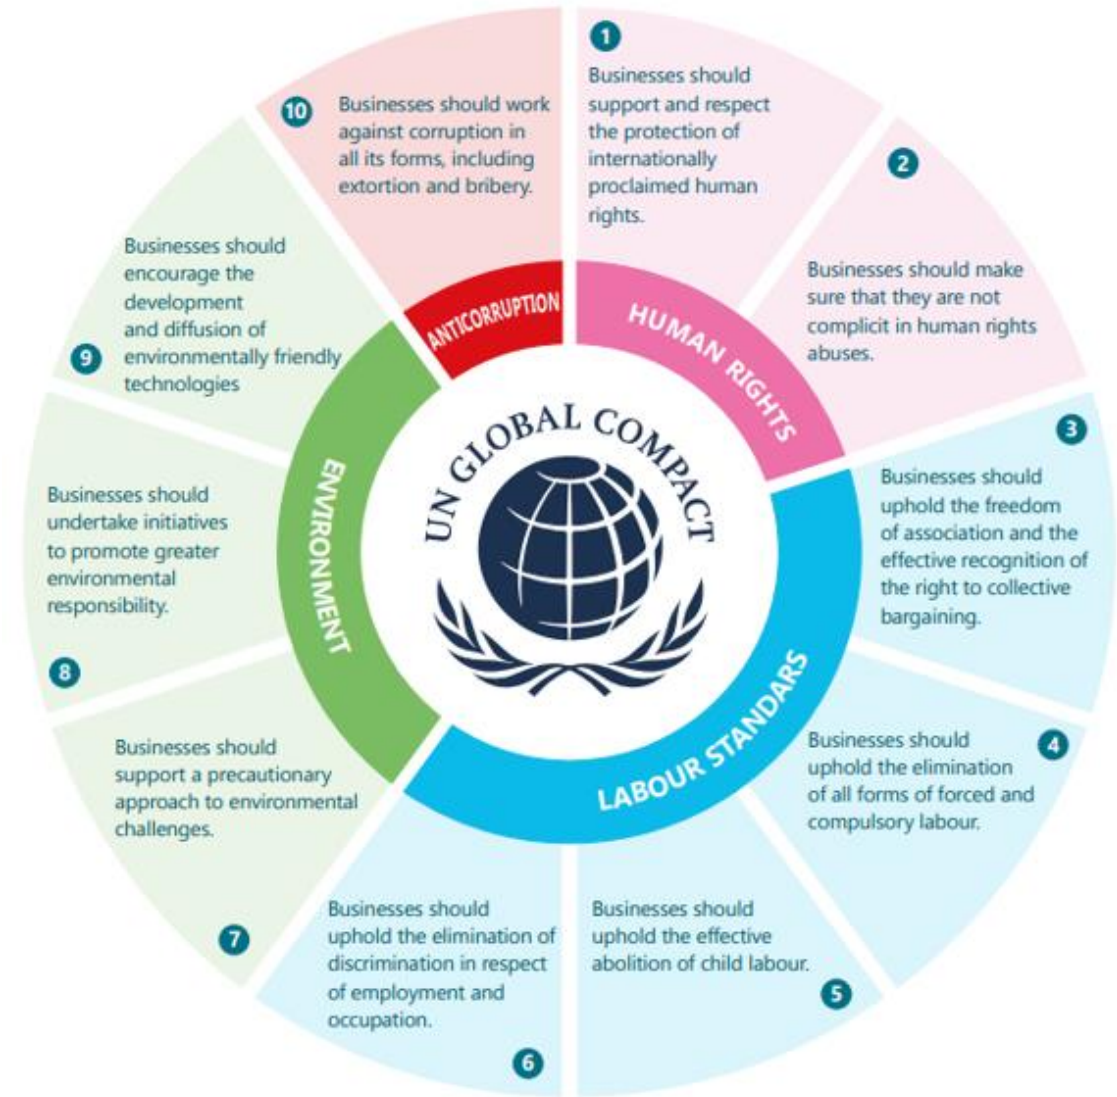 1
Businesses should
support and respect
the protection of
internationally
proclaimed human
rights.
2
Businesses should make
sure that they are not
complicit in human rights
abuses.
3
Businesses should
uphold the freedom
of association and the
effective recognition of
the right to collective
bargaining.
4
Businesses should
uphold the elimination
of all forms of forced and
compulsory labour.
5
Businesses should
uphold the effective
abolition of child labour.
6
Businesses should
uphold the elimination of
discrimination in respect
of employment and
occupation.
7
Businesses should
support a precautionary
approach to environmental
challenges.
8
Businesses should
undertake initiatives
to promote greater
environmental
responsibility.
9
Businesses should
encourage the
development
and diffusion of
environmentally friendly
technologies
10
Businesses should work
against corruption in
all its forms, including
extortion and bribery.
HUMAN RIGHTS
LABOUR STANDARS
ENVIRONMENT
ANTICORRUPTION
UN GLOBAL COMPACT